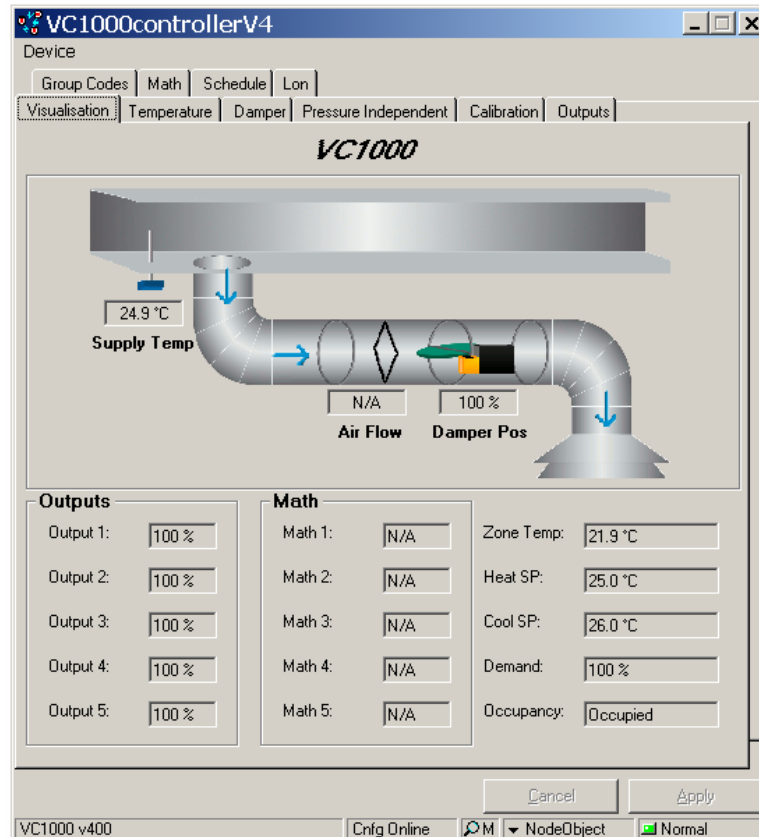 VC1000controllerV4
Device
Group Codes Math Schedule Lon
Visualisation Temperature Damper Pressure Independent Calibration Outputs
VC1000
24.9 °C
Supply Temp
N/A 100 %
Air Flow Damper Pos
Outputs Math
Output 1: 100 % Math 1: N/A Zone Temp: 21.9 °C
Output 2: 100 % Math 2: N/A Heat SP: 25.0 °C
Output 3: 100 % Math 3: N/A Cool SP: 26.0 °C
Output 4: 100 % Math 4: N/A Demand: 100 %
Output 5: 100 % Math 5: N/A Occupancy: Occupied
Cancel Apply
VC1000 v400 Cnfg Online M NodeObject Normal